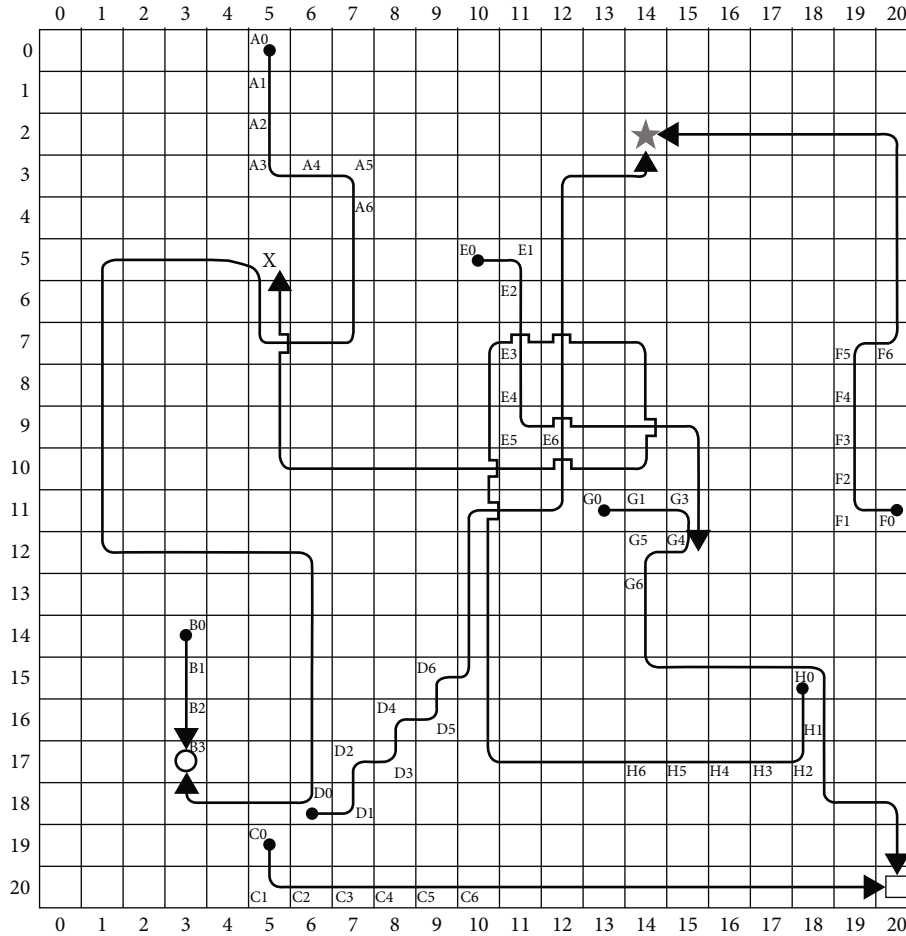 0 1 2 3 4 5 6 7 8 9 10 11 12 13 14 15 16 17 18 19 20
0 A0
1 A1
2 A2
3 A3 A4 A5
4 A6
5 X E0 E1
6 E2
7 E3 F5 F6
8 E4 F4
9 E5 E6 F3
10 F2
11 G0 G1 G3 F1 F0
12 G5 G4
13 G6
14 B0
15 B1 D6 H0
16 B2 D4 D5 H1
17 B3 D2 D3 H6 H5 H4 H3 H2
18 D0 D1
19 C0
20 C1 C2 C3 C4 C5 C6
0 1 2 3 4 5 6 7 8 9 10 11 12 13 14 15 16 17 18 19 20